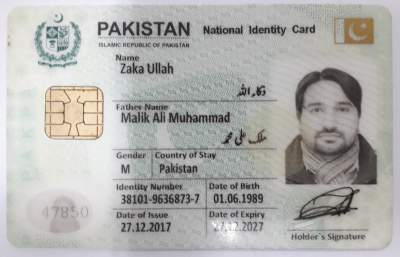 PAKISTAN National Identity Card
ISLAMIC REPUBLIC OF PAKISTAN
Name
Zaka Ullah
ذکاء اللہ
Father Name
Malik Ali Muhammad
ملک علی محمد
Gender Country of Stay
M Pakistan
Identity Number Date of Birth
38101-9636873-7 01.06.1989
Date of Issue Date of Expiry
27.12.2017 27.12.2027
47850
Holder's Signature